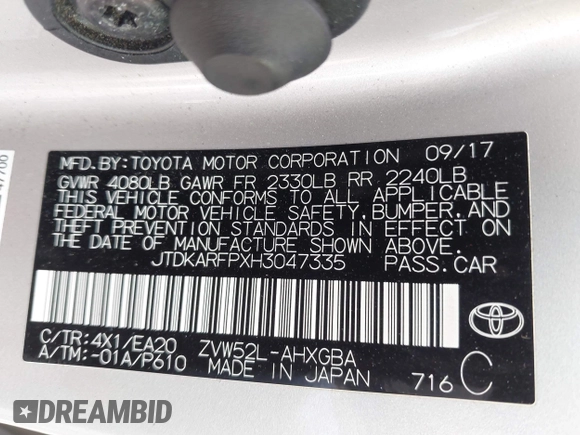 MFD.BY:TOYOTA MOTOR CORPORATION 09/17
GVWR 4080LB GAWR FR 2330LB RR 2240LB
THIS VEHICLE CONFORMS TO ALL APPLICABLE
FEDERAL MOTOR VEHICLE SAFETY, BUMPER, AND
THEFT PREVENTION STANDARDS IN EFFECT ON
THE DATE OF MANUFACTURE SHOWN ABOVE.
JTDKARFPXH3047335 PASS.CAR
C/TR:4X1/EA20 ZVW52L-AHXGBA
A/TM:-01A/P610 MADE IN JAPAN 716 C
DREAMBID